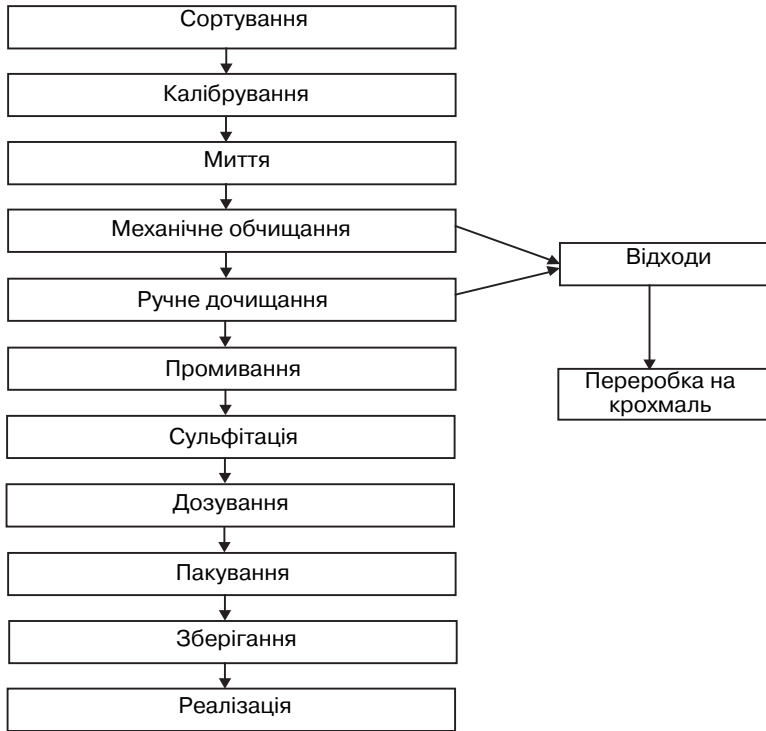 Сортування
Калібрування
Миття
Механічне обчищання
Ручне дочищання
Промивання
Сульфітація
Дозування
Пакування
Зберігання
Реалізація
Відходи
Переробка на
крохмаль